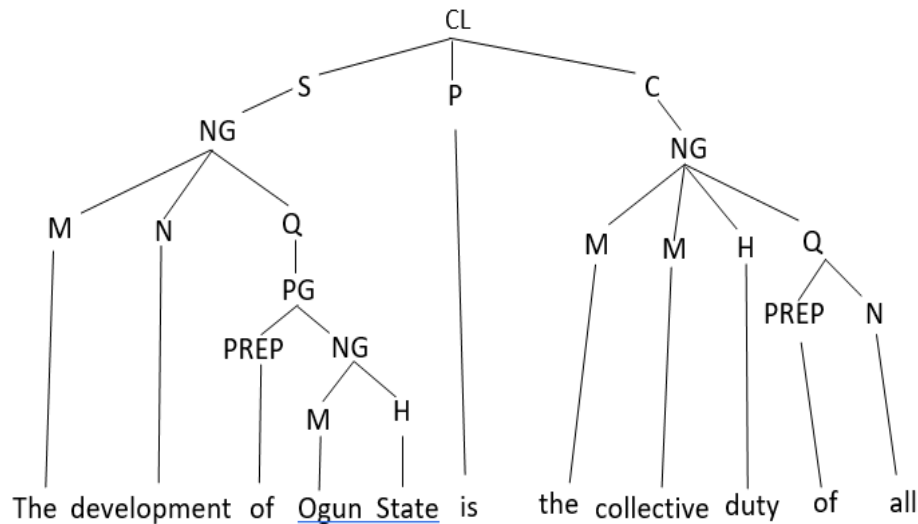 CL
S P C
NG NG
M N Q M M H Q
PG PREP N
PREP NG
M H
The development of Ogun State is the collective duty of all